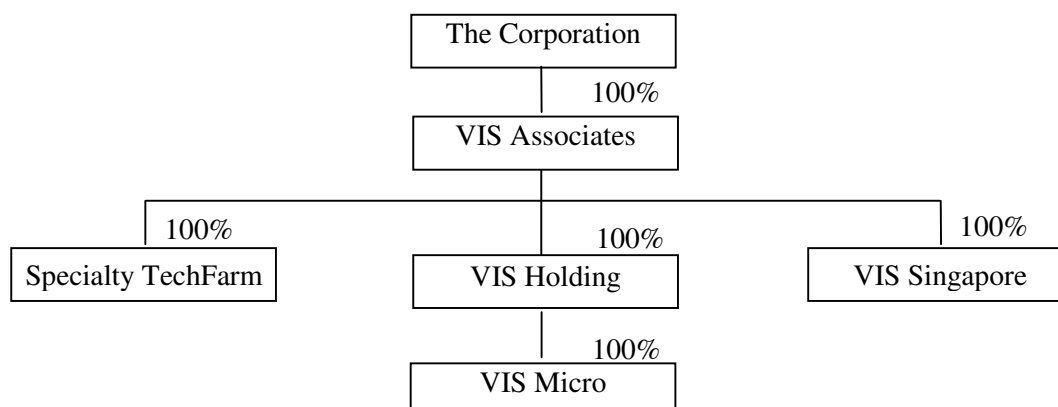 The Corporation
100%
VIS Associates
100%
100%
100%
Specialty TechFarm
VIS Holding
VIS Singapore
100%
VIS Micro